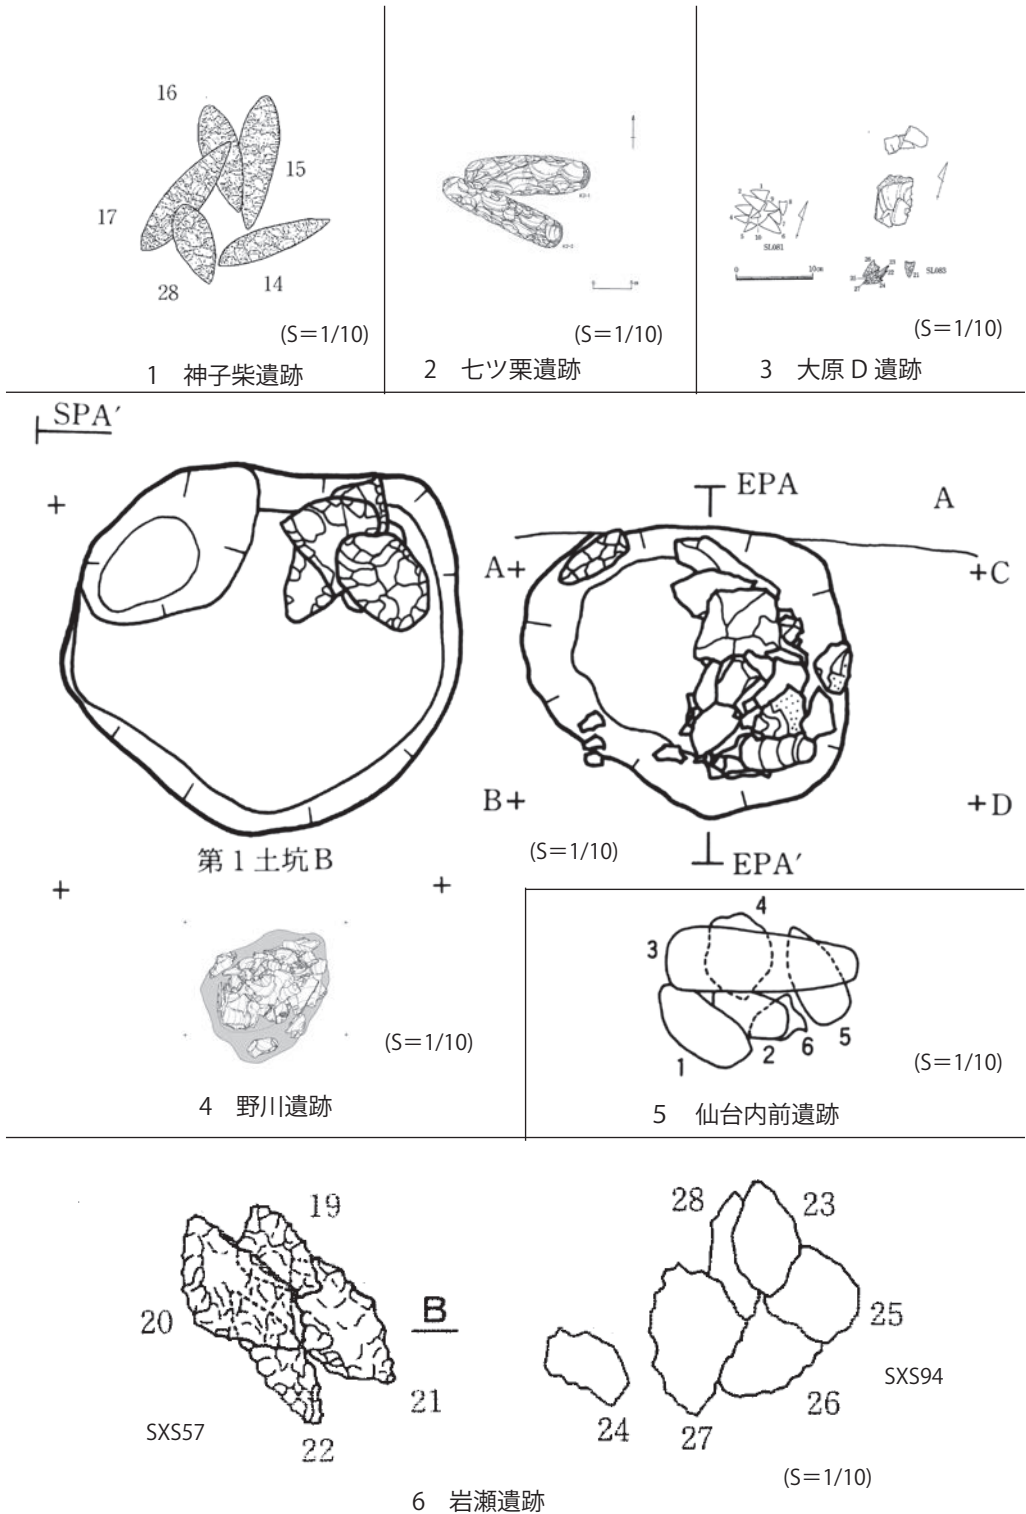 16
15
17
28
14
(S=1/10)
1 神子柴遺跡
(S=1/10)
2 七ツ栗遺跡
SL081
0 10cm
SL083
(S=1/10)
3 大原 D 遺跡
SPA′
第 1 土坑 B
EPA
A
A+
+C
B+
+D
(S=1/10)
EPA′
(S=1/10)
4 野川遺跡
4
3
1
2
6
5
(S=1/10)
5 仙台内前遺跡
19
20
B
21
22
SXS57
28
23
25
SXS94
26
24
27
(S=1/10)
6 岩瀬遺跡